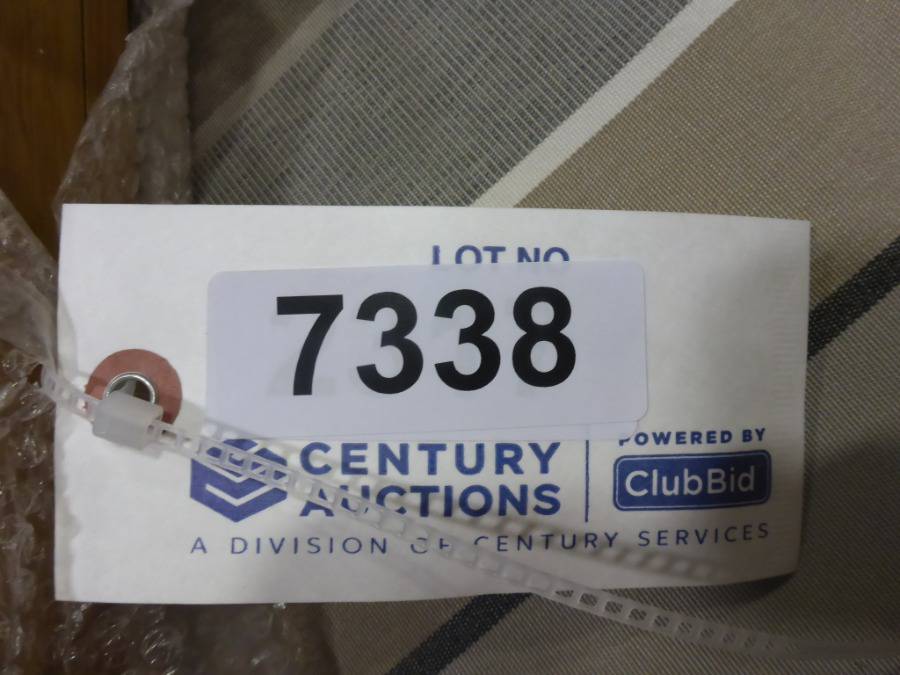 LOT NO
7338
CENTURY
AUCTIONS
POWERED BY
ClubBid
A DIVISION OF CENTURY SERVICES